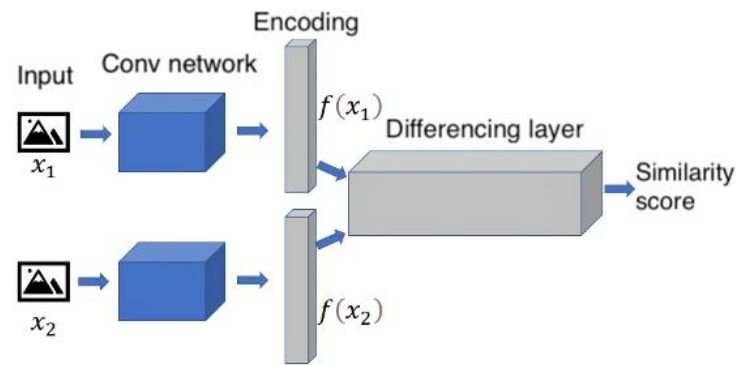 Encoding
Input
Conv network
f(x₁)
Differencing layer
x₁
Similarity
score
x₂
f(x₂)